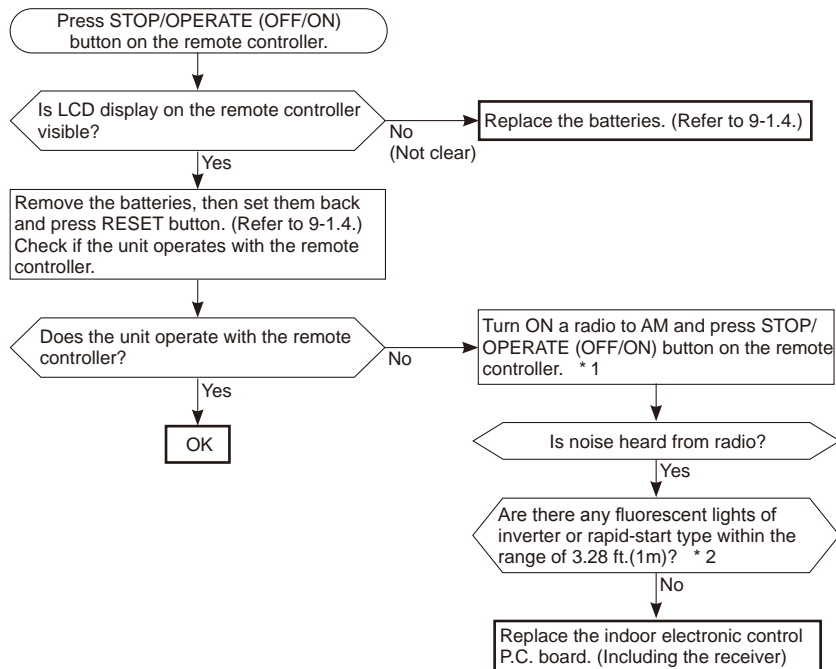 Press STOP/OPERATE (OFF/ON)
button on the remote controller.
Is LCD display on the remote controller
visible?
No
(Not clear)
Replace the batteries. (Refer to 9-1.4.)
Yes
Remove the batteries, then set them back
and press RESET button. (Refer to 9-1.4.)
Check if the unit operates with the remote
controller.
Does the unit operate with the remote
controller?
No
Yes
OK
Turn ON a radio to AM and press STOP/
OPERATE (OFF/ON) button on the remote
controller. * 1
Is noise heard from radio?
Yes
Are there any fluorescent lights of
inverter or rapid-start type within the
range of 3.28 ft.(1m)? * 2
No
Replace the indoor electronic control
P.C. board. (Including the receiver)